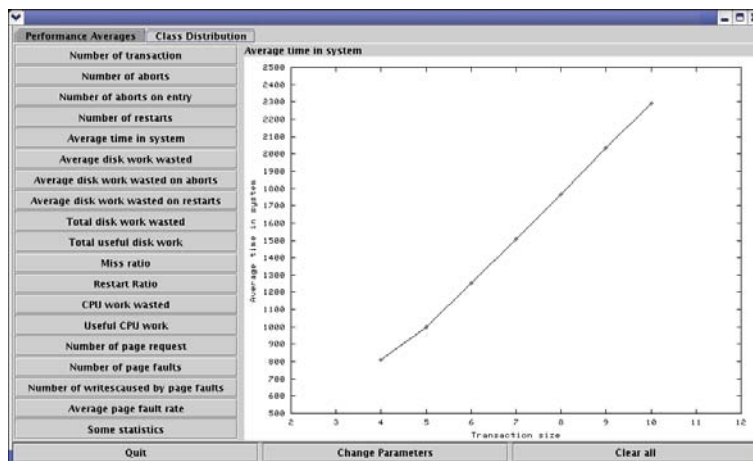 Performance Averages
Class Distribution
Number of transaction
Number of aborts
Number of aborts on entry
Number of restarts
Average time in system
Average disk work wasted
Average disk work wasted on aborts
Average disk work wasted on restarts
Total disk work wasted
Total useful disk work
Miss ratio
Restart Ratio
CPU work wasted
Useful CPU work
Number of page request
Number of page faults
Number of writescaused by page faults
Average page fault rate
Some statistics
Average time in system
Average time in system
2500
2400
2300
2200
2100
2000
1900
1800
1700
1600
1500
1400
1300
1200
1100
1000
900
800
700
600
500
2 3 4 5 6 7 8 9 10 11 12
Transaction size
Quit
Change Parameters
Clear all